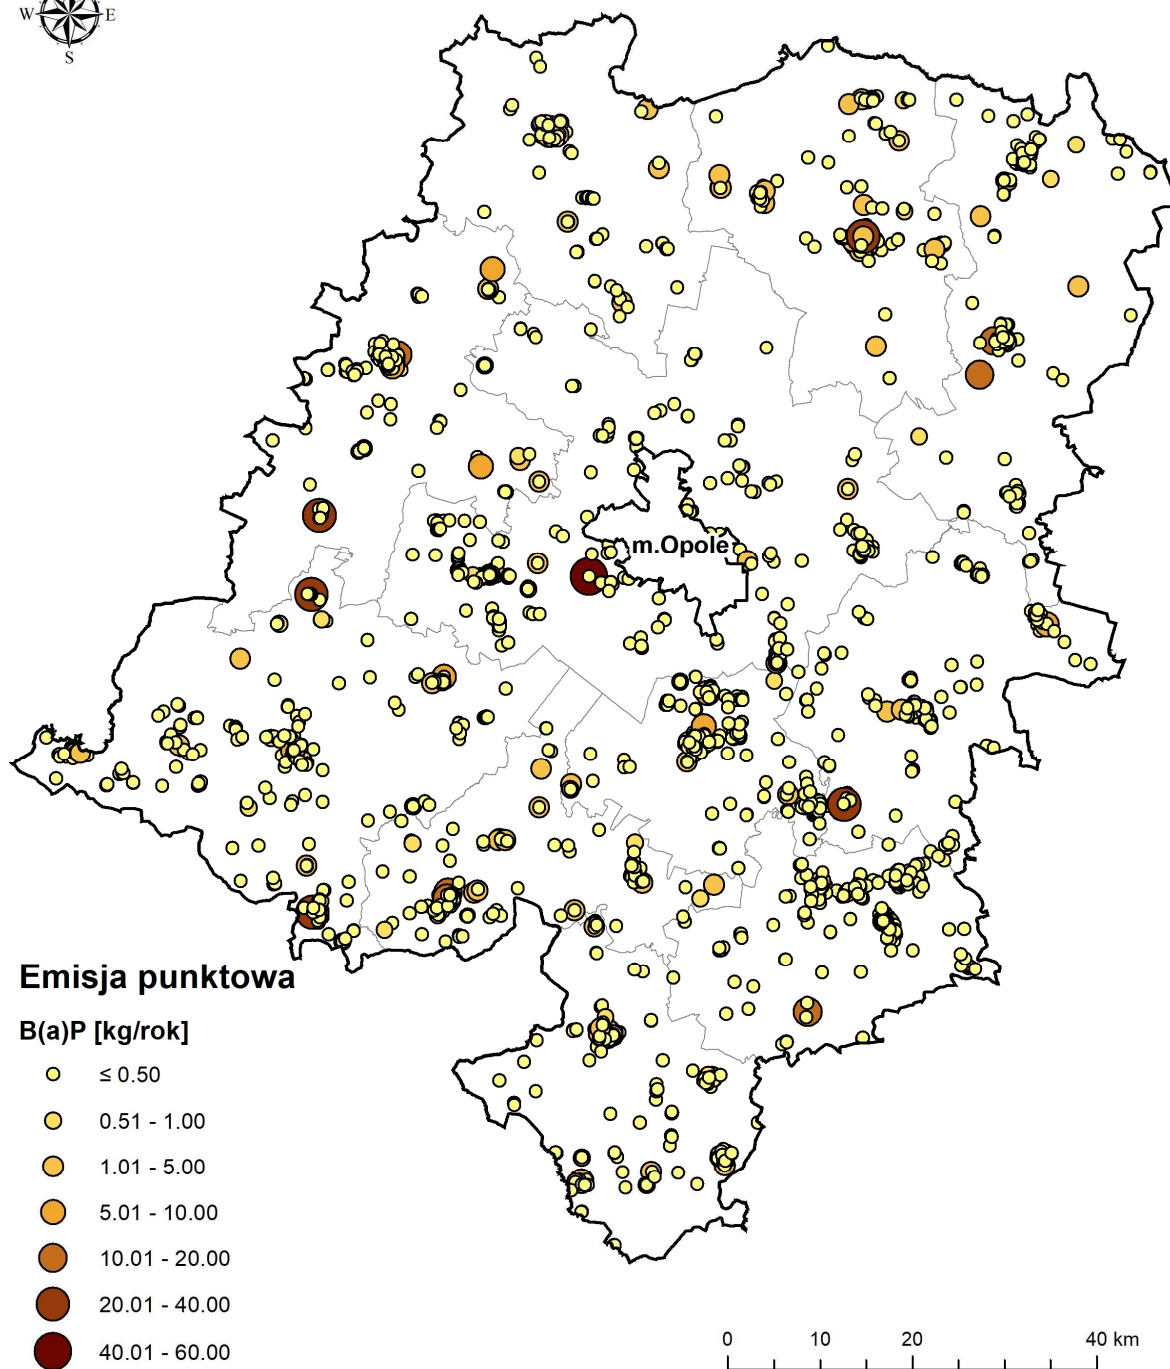 W E
S
m.Opole
Emisja punktowa
B(a)P [kg/rok]
≤ 0.50
0.51 - 1.00
1.01 - 5.00
5.01 - 10.00
10.01 - 20.00
20.01 - 40.00
40.01 - 60.00
0 10 20 40 km